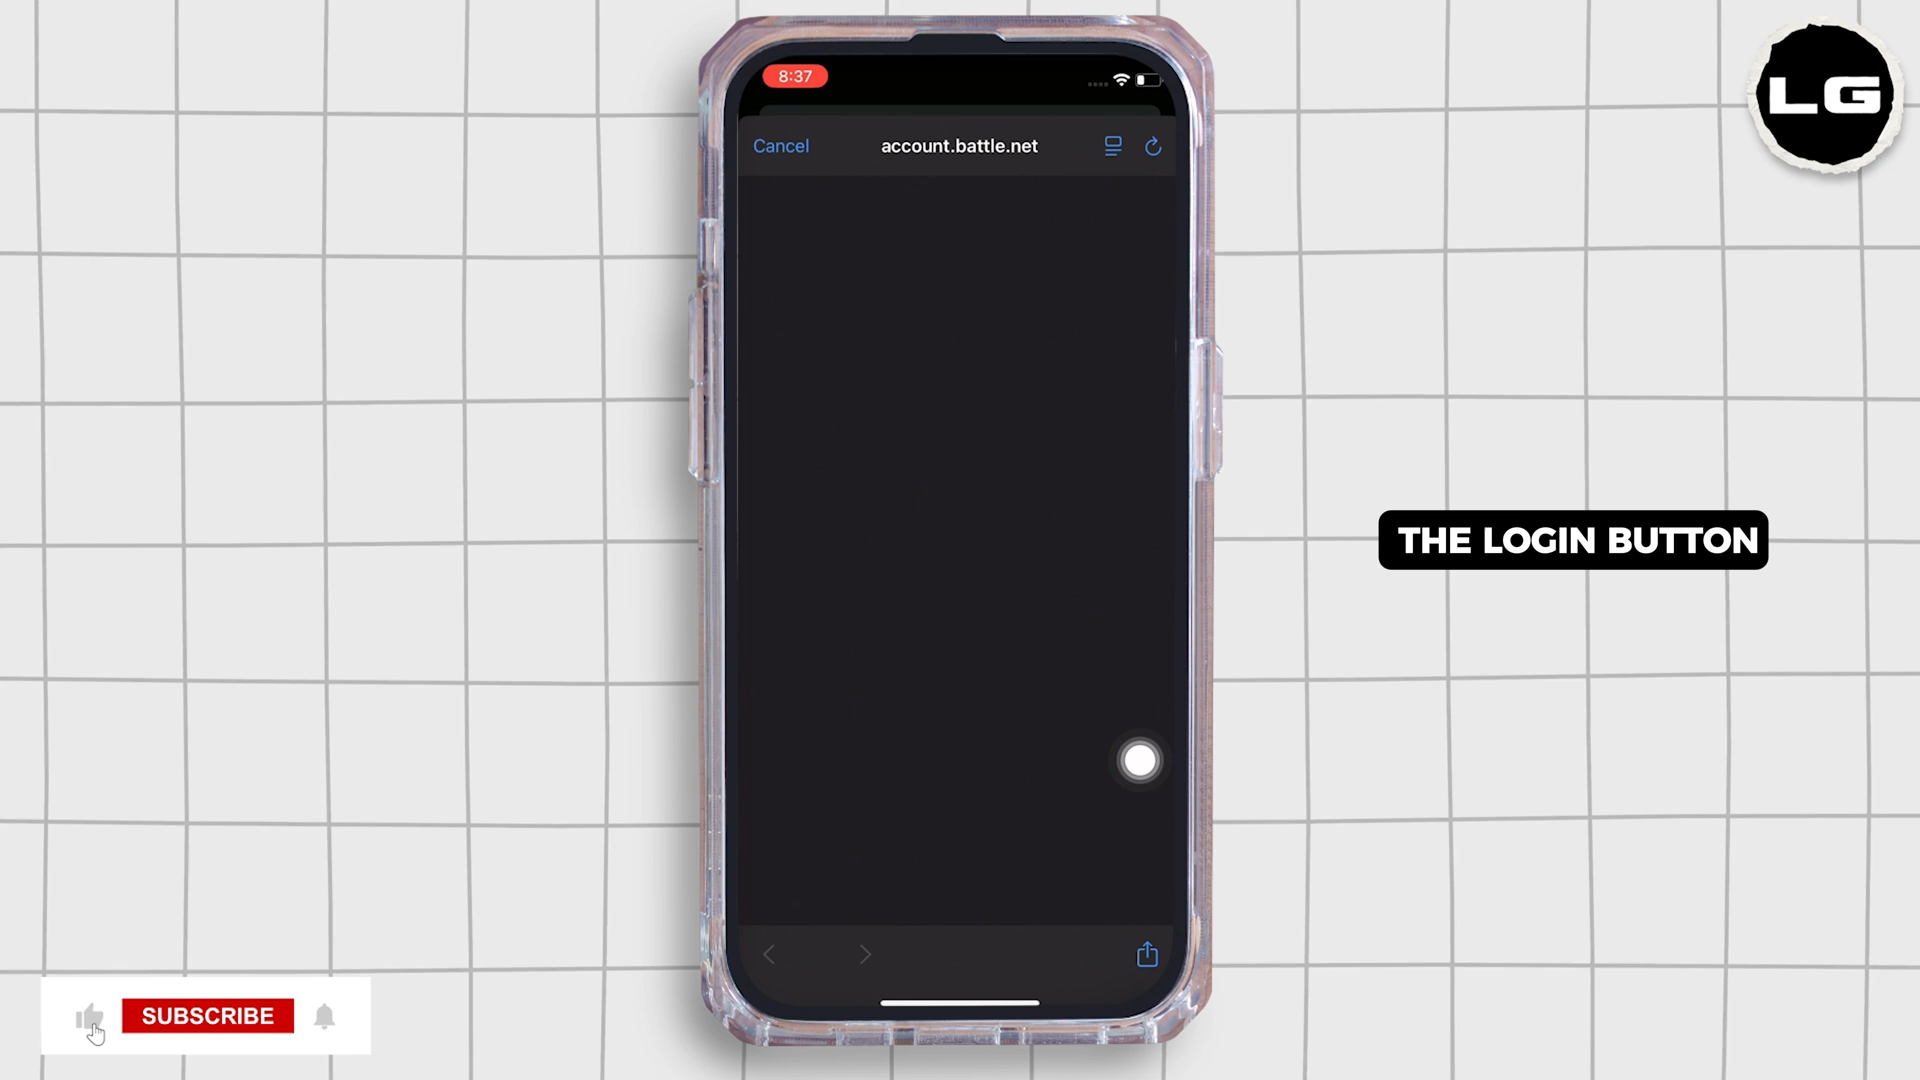 8:37
LG
Cancel
account.battle.net
THE LOGIN BUTTON
SUBSCRIBE